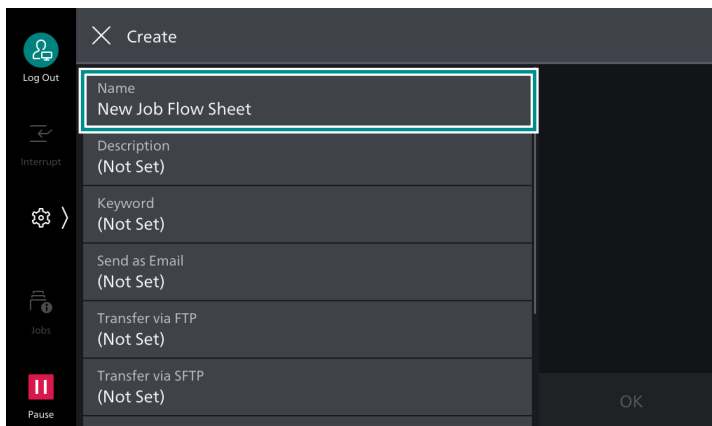 Create
Log Out
Name
New Job Flow Sheet
Description
(Not Set)
Interrupt
Keyword
(Not Set)
Send as Email
(Not Set)
Transfer via FTP
(Not Set)
Jobs
Transfer via SFTP
(Not Set)
OK
Pause